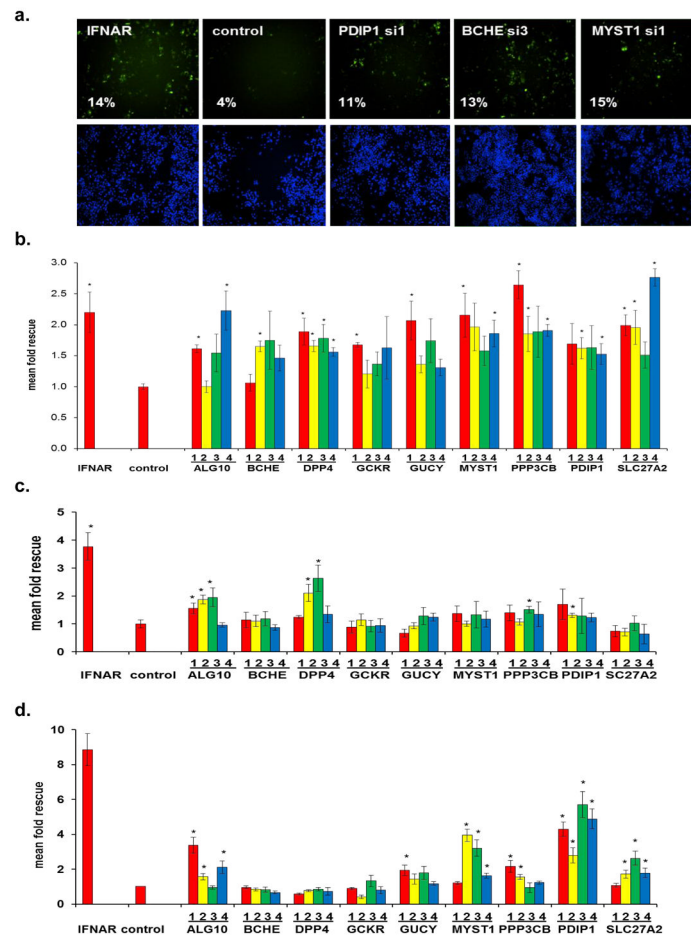 a.
IFNAR control PDIP1 si1 BCHE si3 MYST1 si1
14% 4% 11% 13% 15%
b.
mean fold rescue
3.0
2.5
2.0
1.5
1.0
0.5
0.0
* * * * * * * * * * * * * * * * * * * *
1 2 3 4 1 2 3 4 1 2 3 4 1 2 3 4 1 2 3 4 1 2 3 4 1 2 3 4 1 2 3 4 1 2 3 4
IFNAR control ALG10 BCHE DPP4 GCKR GUCY MYST1 PPP3CB PDIP1 SLC27A2
c.
mean fold rescue
5
4
3
2
1
0
* * * * * * * *
1 2 3 4 1 2 3 4 1 2 3 4 1 2 3 4 1 2 3 4 1 2 3 4 1 2 3 4 1 2 3 4 1 2 3 4
IFNAR control ALG10 BCHE DPP4 GCKR GUCY MYST1 PPP3CB PDIP1 SC27A2
d.
mean fold rescue
10
8
6
4
2
0
* * * * * * * * * * * * * * * *
1 2 3 4 1 2 3 4 1 2 3 4 1 2 3 4 1 2 3 4 1 2 3 4 1 2 3 4 1 2 3 4 1 2 3 4
IFNAR control ALG10 BCHE DPP4 GCKR GUCY MYST1 PPP3CB PDIP1 SLC27A2